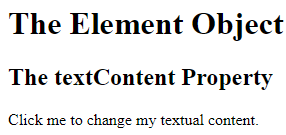 The Element Object
The textContent Property
Click me to change my textual content.